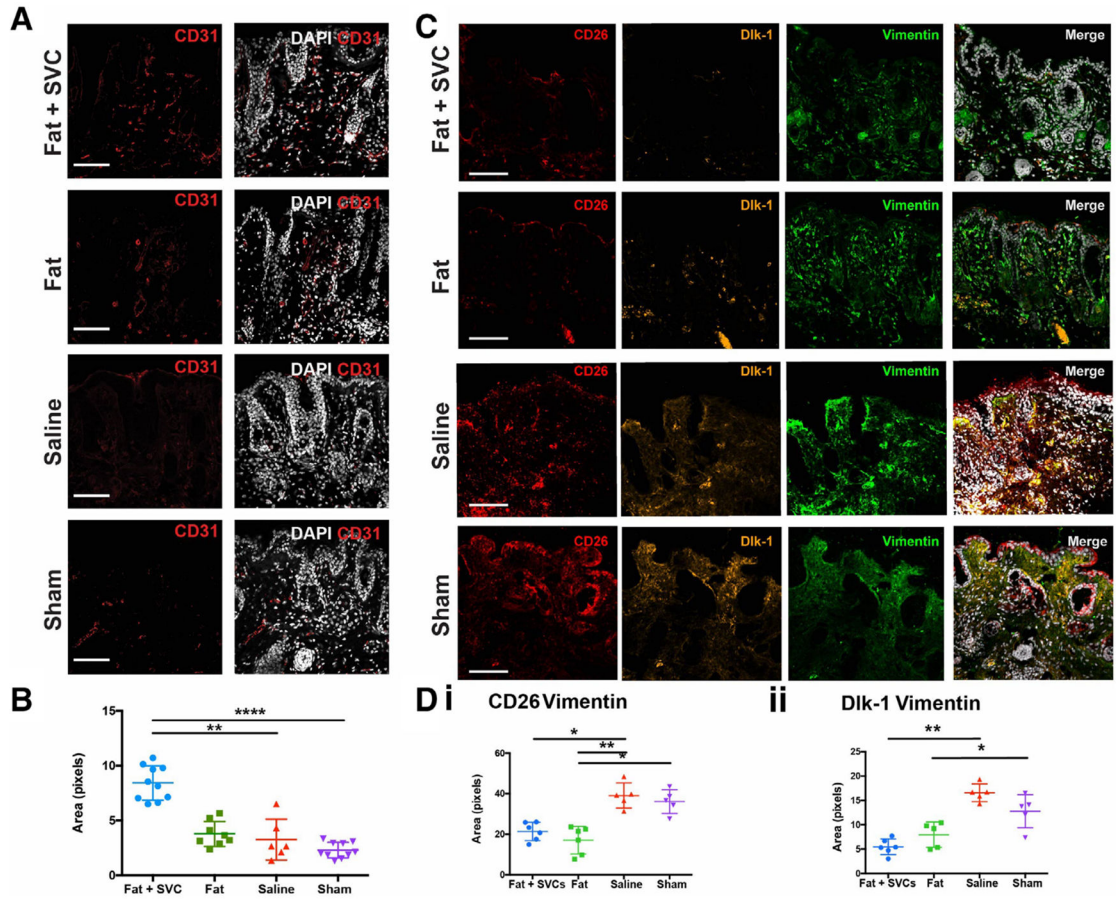 A
CD31
DAPI CD31
Fat + SVC
CD31
DAPI CD31
Fat
CD31
DAPI CD31
Saline
CD31
DAPI CD31
Sham
C
CD26
Dlk-1
Vimentin
Merge
Fat + SVC
CD26
Dlk-1
Vimentin
Merge
Fat
CD26
Dlk-1
Vimentin
Merge
Saline
CD26
Dlk-1
Vimentin
Merge
Sham
B
Area (pixels)
15
10
5
0
****
**
Fat + SVC
Fat
Saline
Sham
D i
CD26 Vimentin
Area (pixels)
60
40
20
0
*
**
*
Fat + SVCs
Fat
Saline
Sham
ii
Dlk-1 Vimentin
Area (pixels)
25
20
15
10
5
0
**
*
Fat + SVCs
Fat
Saline
Sham